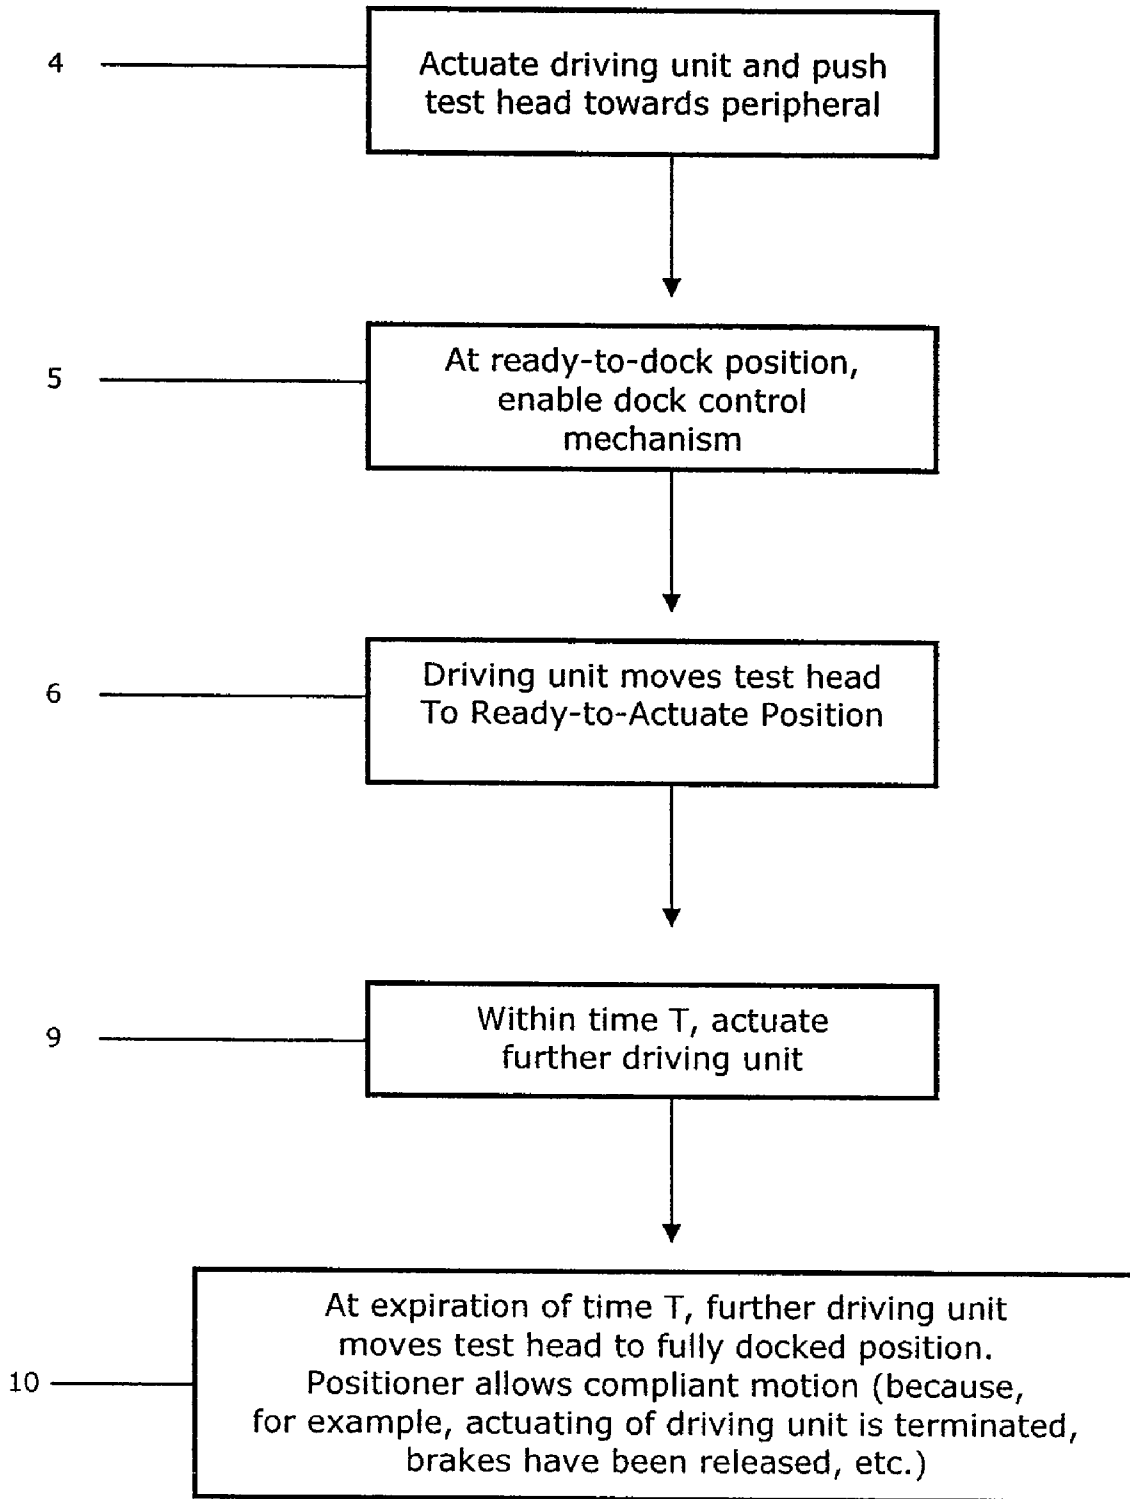 4
Actuate driving unit and push
test head towards peripheral
5
At ready-to-dock position,
enable dock control
mechanism
6
Driving unit moves test head
To Ready-to-Actuate Position
9
Within time T, actuate
further driving unit
10
At expiration of time T, further driving unit
moves test head to fully docked position.
Positioner allows compliant motion (because,
for example, actuating of driving unit is terminated,
brakes have been released, etc.)